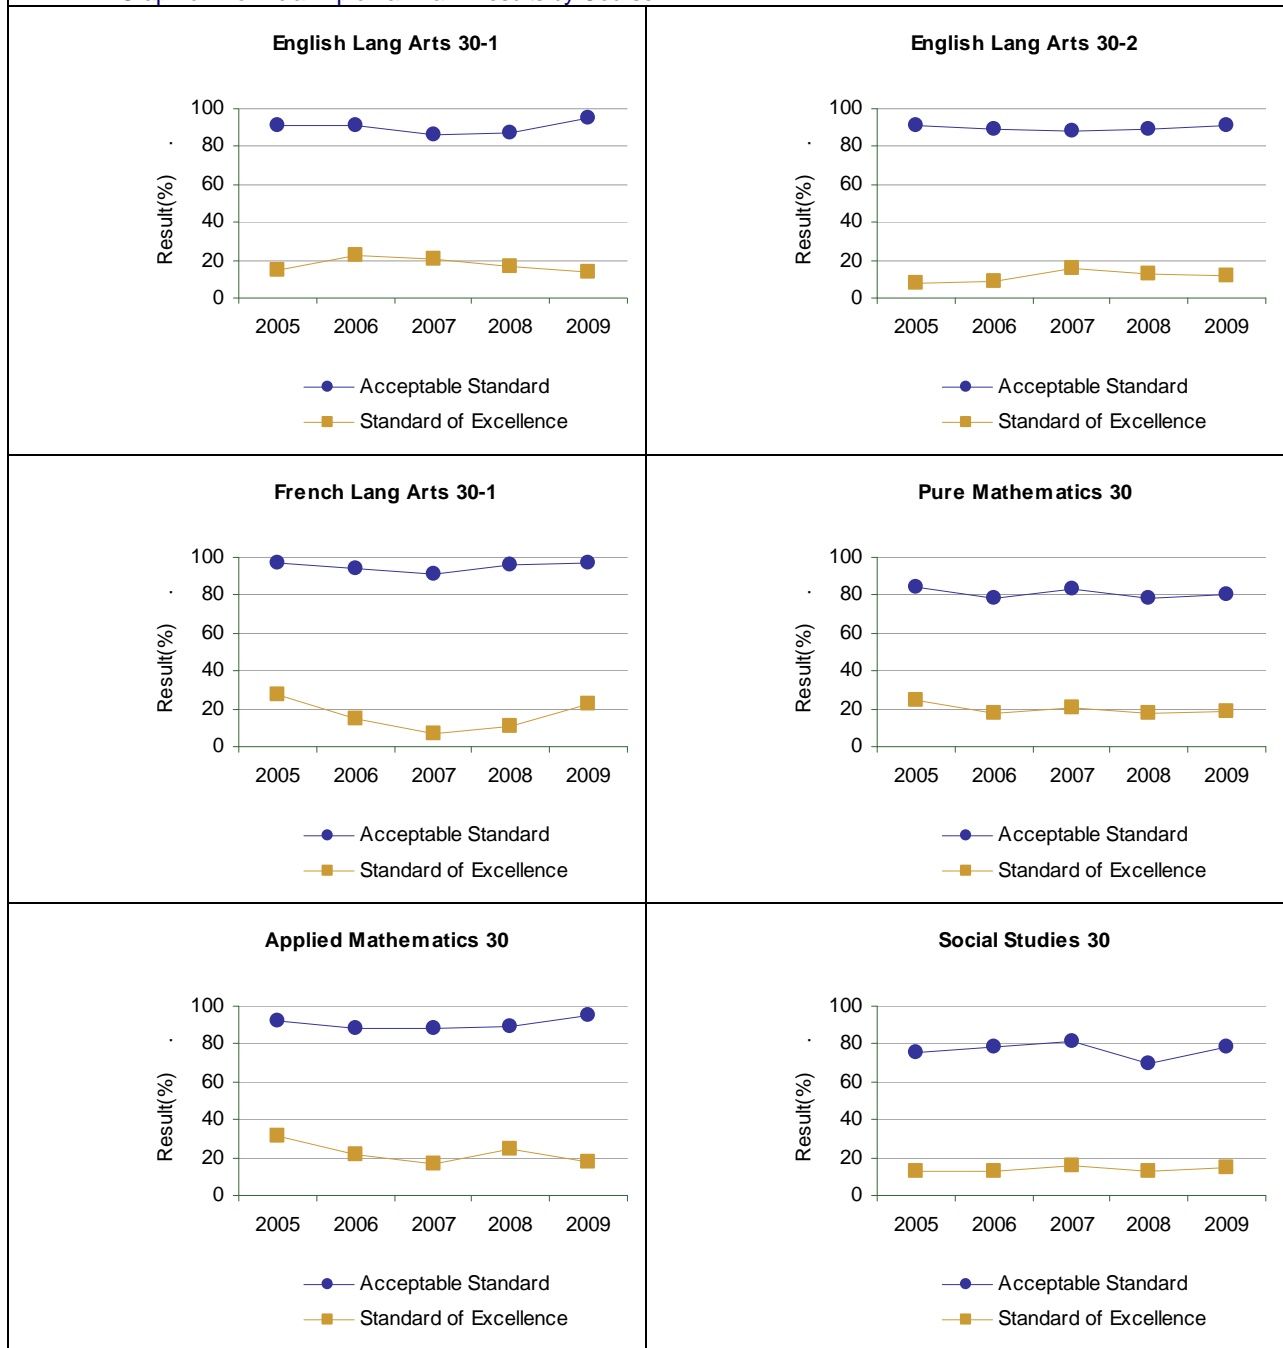 English Lang Arts 30-1
100
80
60
40
20
0
Result(%) .
2005 2006 2007 2008 2009
Acceptable Standard
Standard of Excellence
English Lang Arts 30-2
100
80
60
40
20
0
Result(%) .
2005 2006 2007 2008 2009
Acceptable Standard
Standard of Excellence
French Lang Arts 30-1
100
80
60
40
20
0
Result(%) .
2005 2006 2007 2008 2009
Acceptable Standard
Standard of Excellence
Pure Mathematics 30
100
80
60
40
20
0
Result(%) .
2005 2006 2007 2008 2009
Acceptable Standard
Standard of Excellence
Applied Mathematics 30
100
80
60
40
20
0
Result(%) .
2005 2006 2007 2008 2009
Acceptable Standard
Standard of Excellence
Social Studies 30
100
80
60
40
20
0
Result(%) .
2005 2006 2007 2008 2009
Acceptable Standard
Standard of Excellence